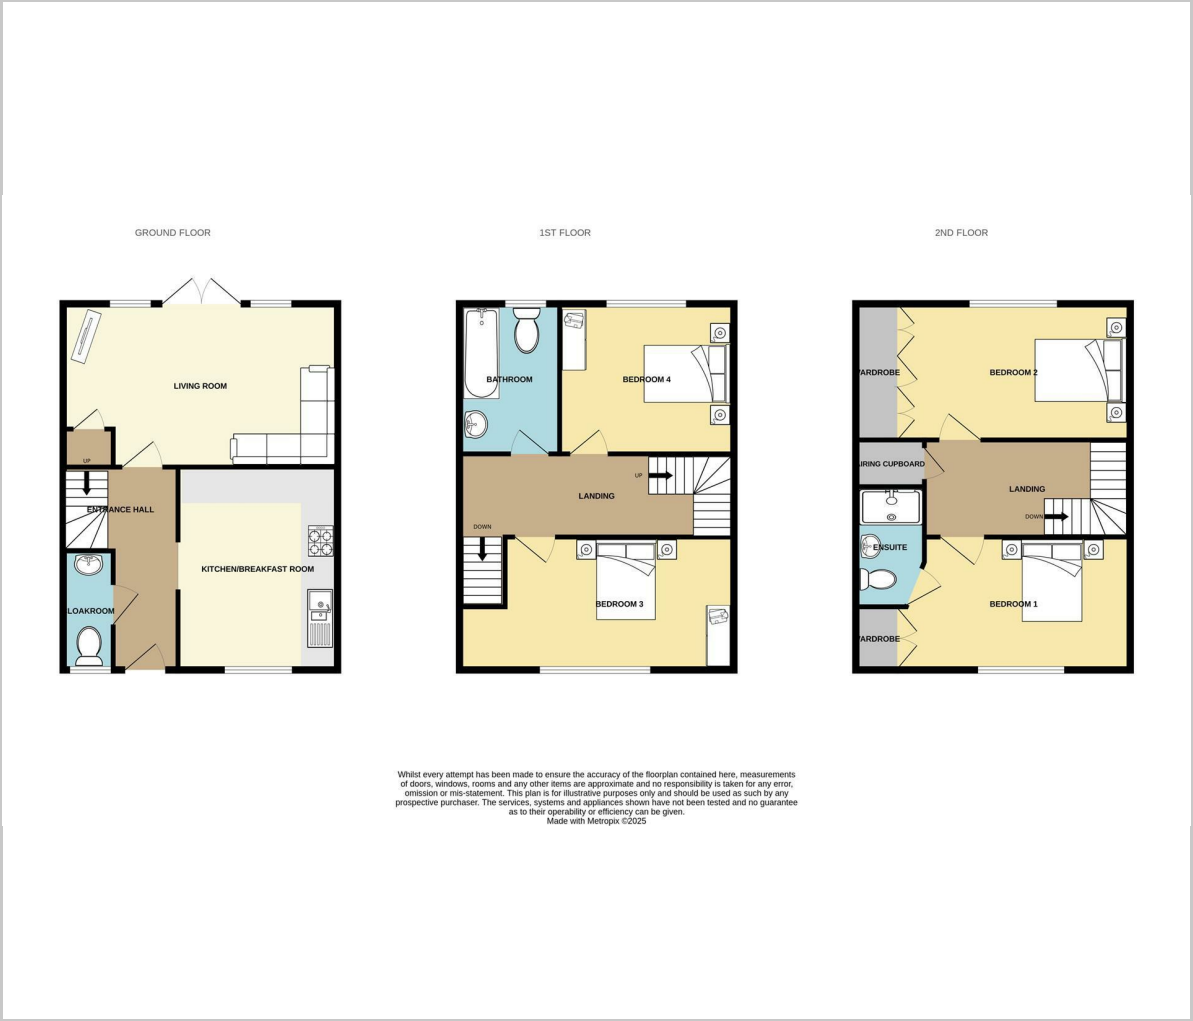 GROUND FLOOR
1ST FLOOR
2ND FLOOR
LIVING ROOM
UP
ENTRANCE HALL
KITCHEN/BREAKFAST ROOM
LOAKROOM
BATHROOM
BEDROOM 4
UP
LANDING
DOWN
BEDROOM 3
ARDROBE
BEDROOM 2
IRING CUPBOARD
LANDING
DOWN
ENSUITE
BEDROOM 1
ARDROBE
Whilst every attempt has been made to ensure the accuracy of the floorplan contained here, measurements
of doors, windows, rooms and any other items are approximate and no responsibility is taken for any error,
omission or mis-statement. This plan is for illustrative purposes only and should be used as such by any
prospective purchaser. The services, systems and appliances shown have not been tested and no guarantee
as to their operability or efficiency can be given.
Made with Metropix ©2025